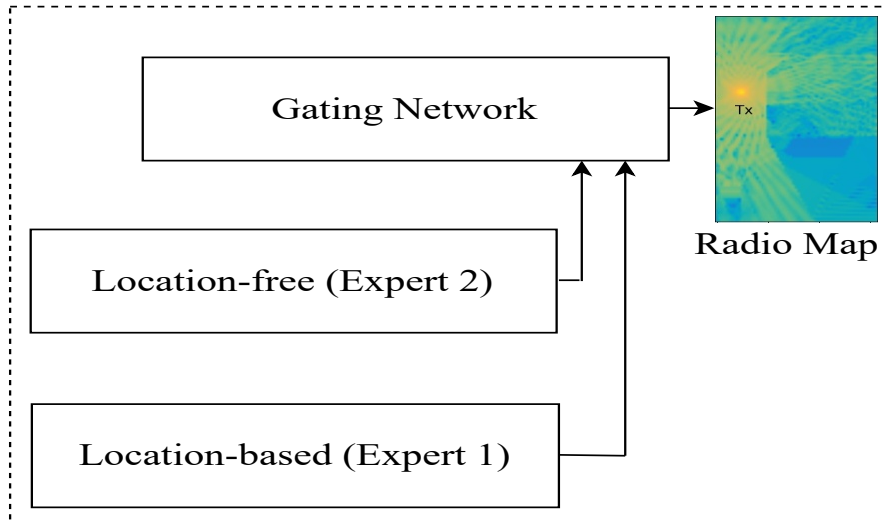 Gating Network
Tx
Radio Map
Location-free (Expert 2)
Location-based (Expert 1)